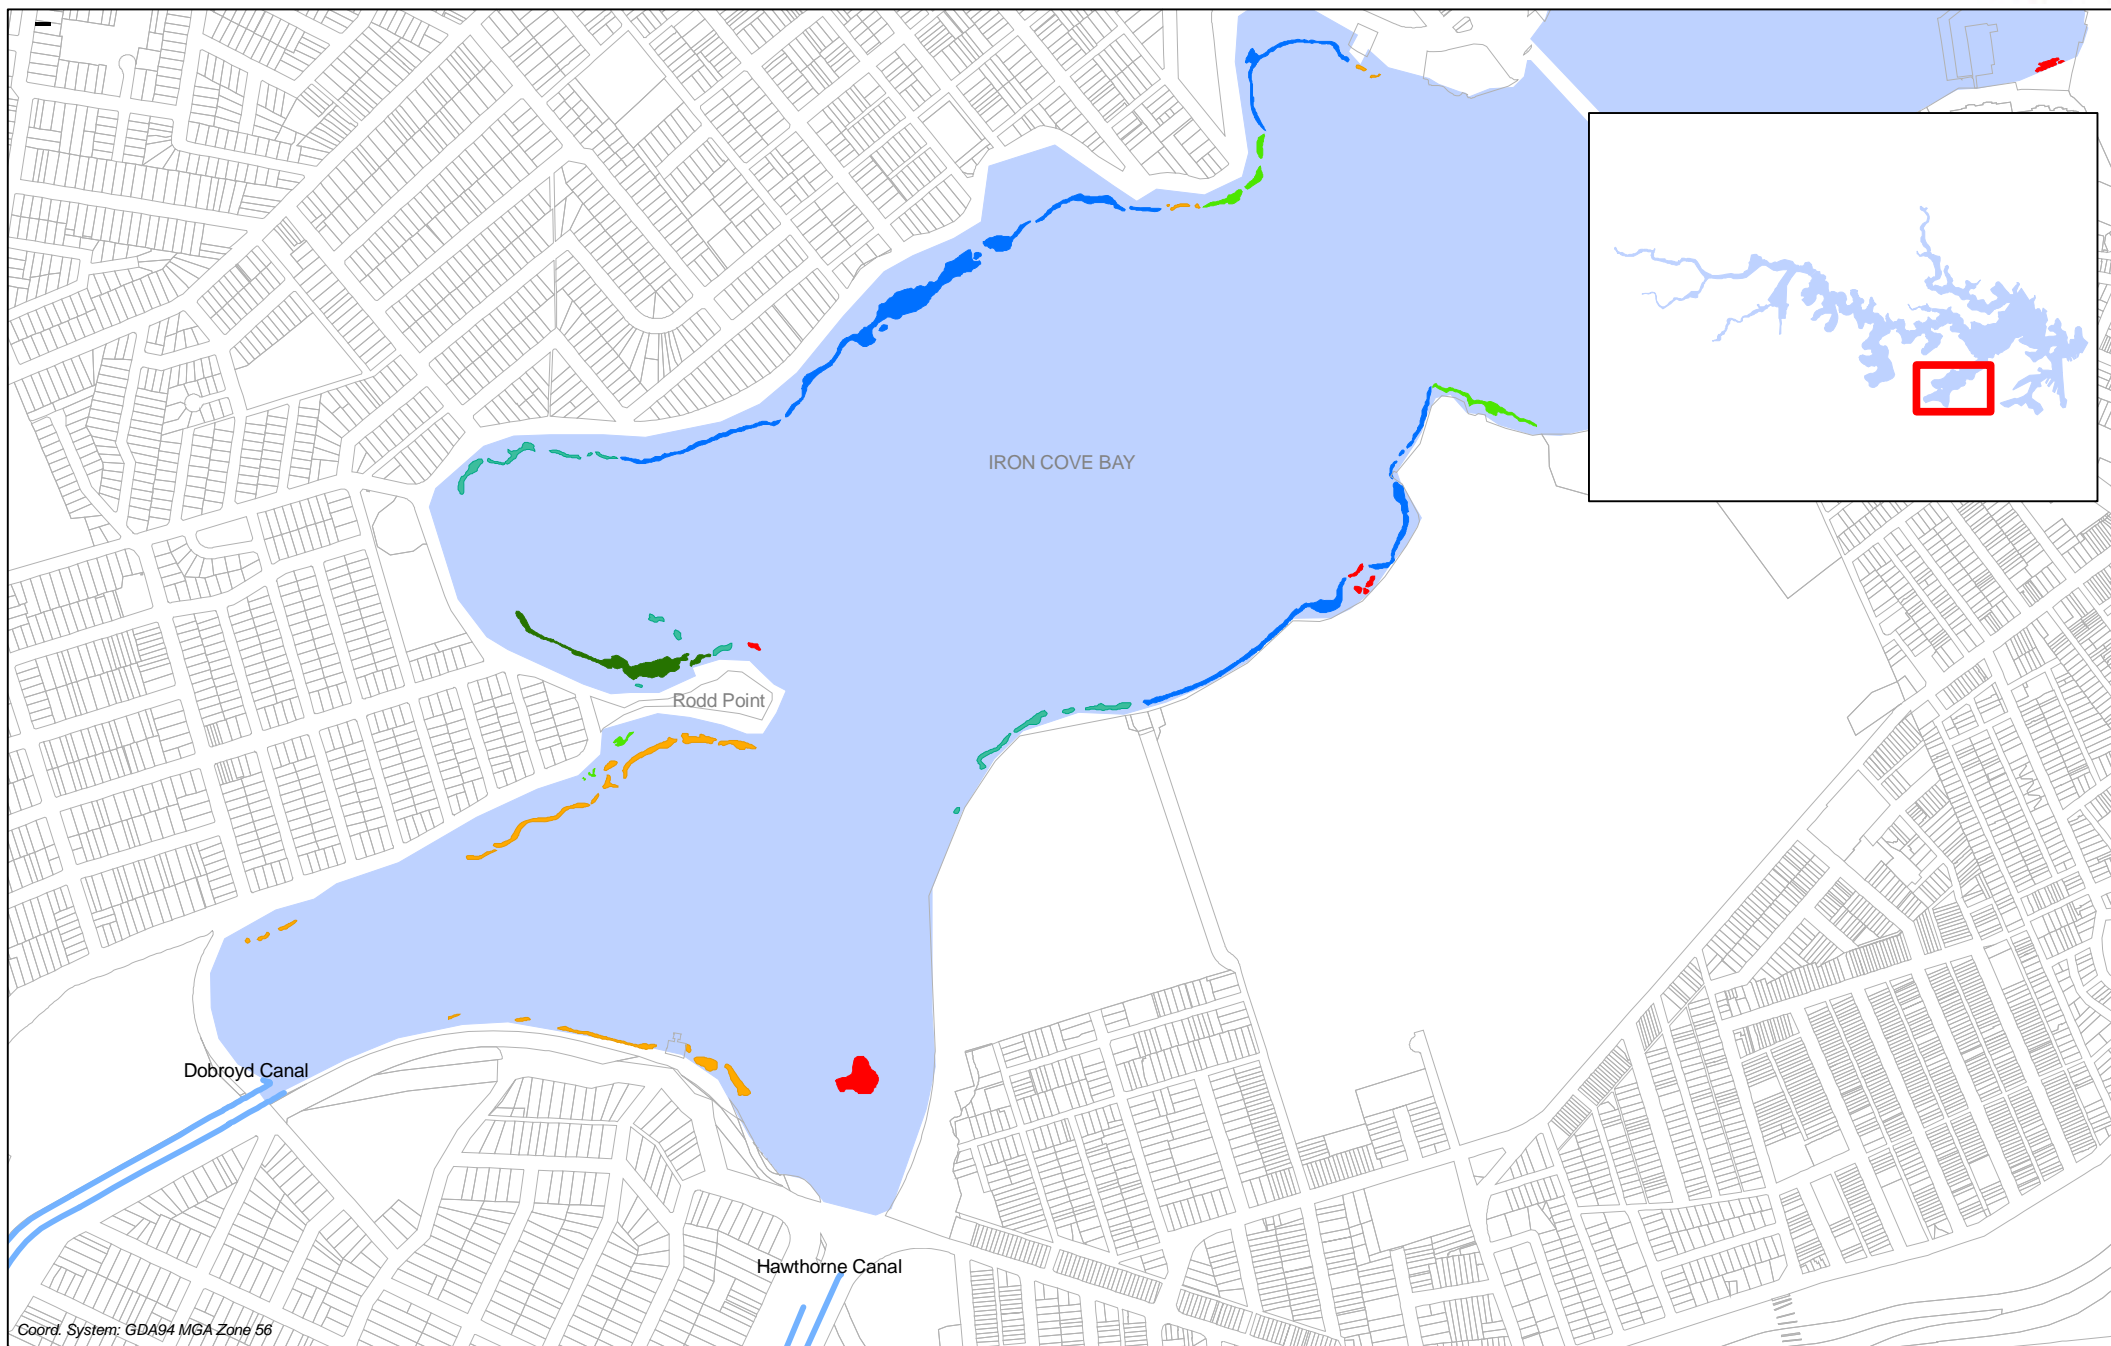 IRON COVE BAY
Rodd Point
Dobroyd Canal
Hawthorne Canal
Coord. System: GDA94 MGA Zone 56